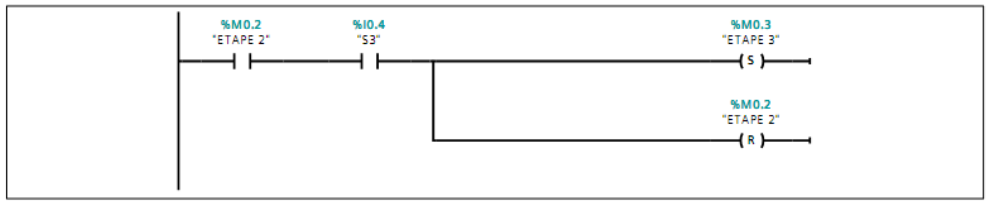 %M0.2
"ETAPE 2"
%I0.4
"S3"
%M0.3
"ETAPE 3"
S
%M0.2
"ETAPE 2"
R